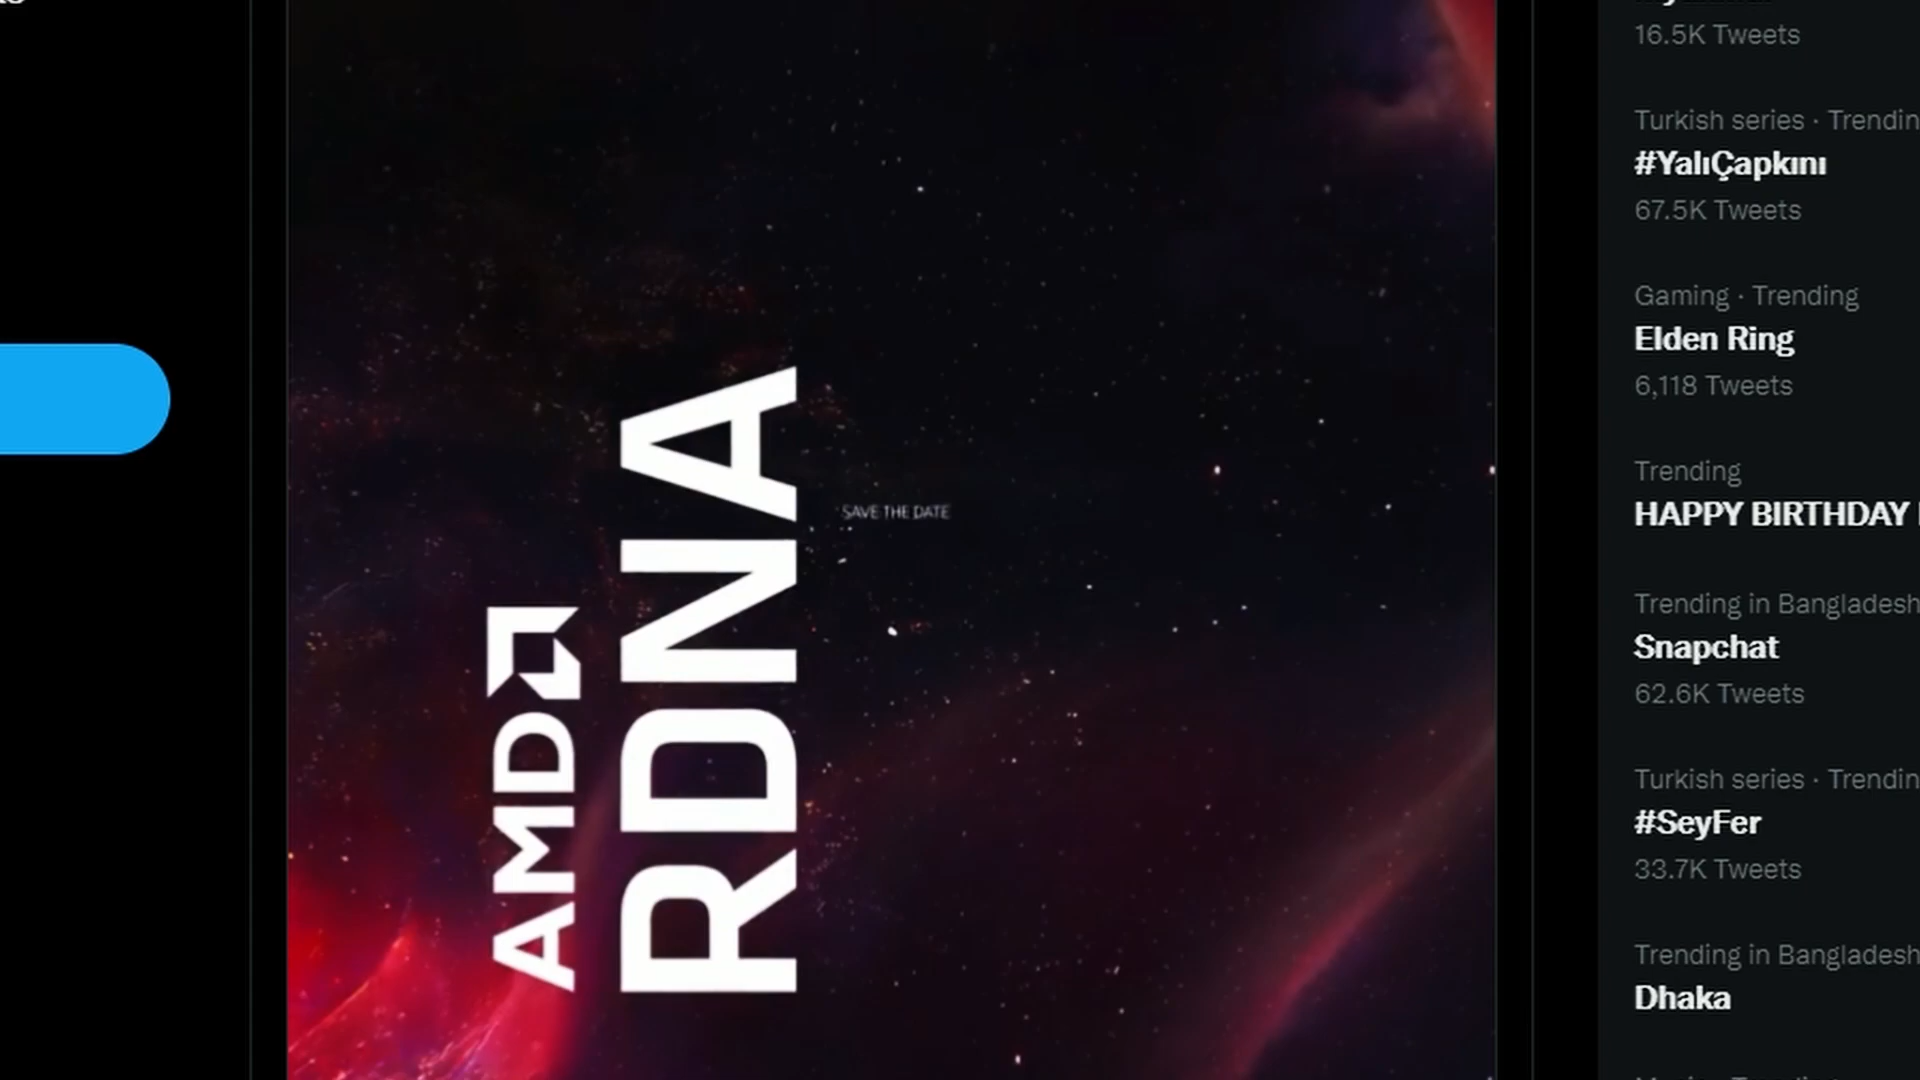 AMD
RDNA
SAVE THE DATE
16.5K Tweets
Turkish series · Trendin
#YalıÇapkını
67.5K Tweets
Gaming · Trending
Elden Ring
6,118 Tweets
Trending
HAPPY BIRTHDAY
Trending in Bangladesh
Snapchat
62.6K Tweets
Turkish series · Trendin
#SeyFer
33.7K Tweets
Trending in Bangladesh
Dhaka